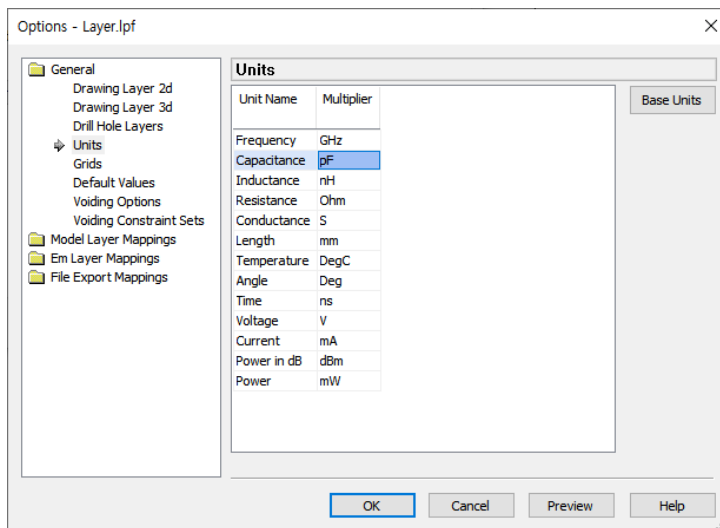 Options - Layer.lpf
General
Drawing Layer 2d
Drawing Layer 3d
Drill Hole Layers
Units
Grids
Default Values
Voiding Options
Voiding Constraint Sets
Model Layer Mappings
Em Layer Mappings
File Export Mappings
Units
Unit Name Multiplier
Frequency GHz
Capacitance pF
Inductance nH
Resistance Ohm
Conductance S
Length mm
Temperature DegC
Angle Deg
Time ns
Voltage V
Current mA
Power in dB dBm
Power mW
Base Units
OK Cancel Preview Help